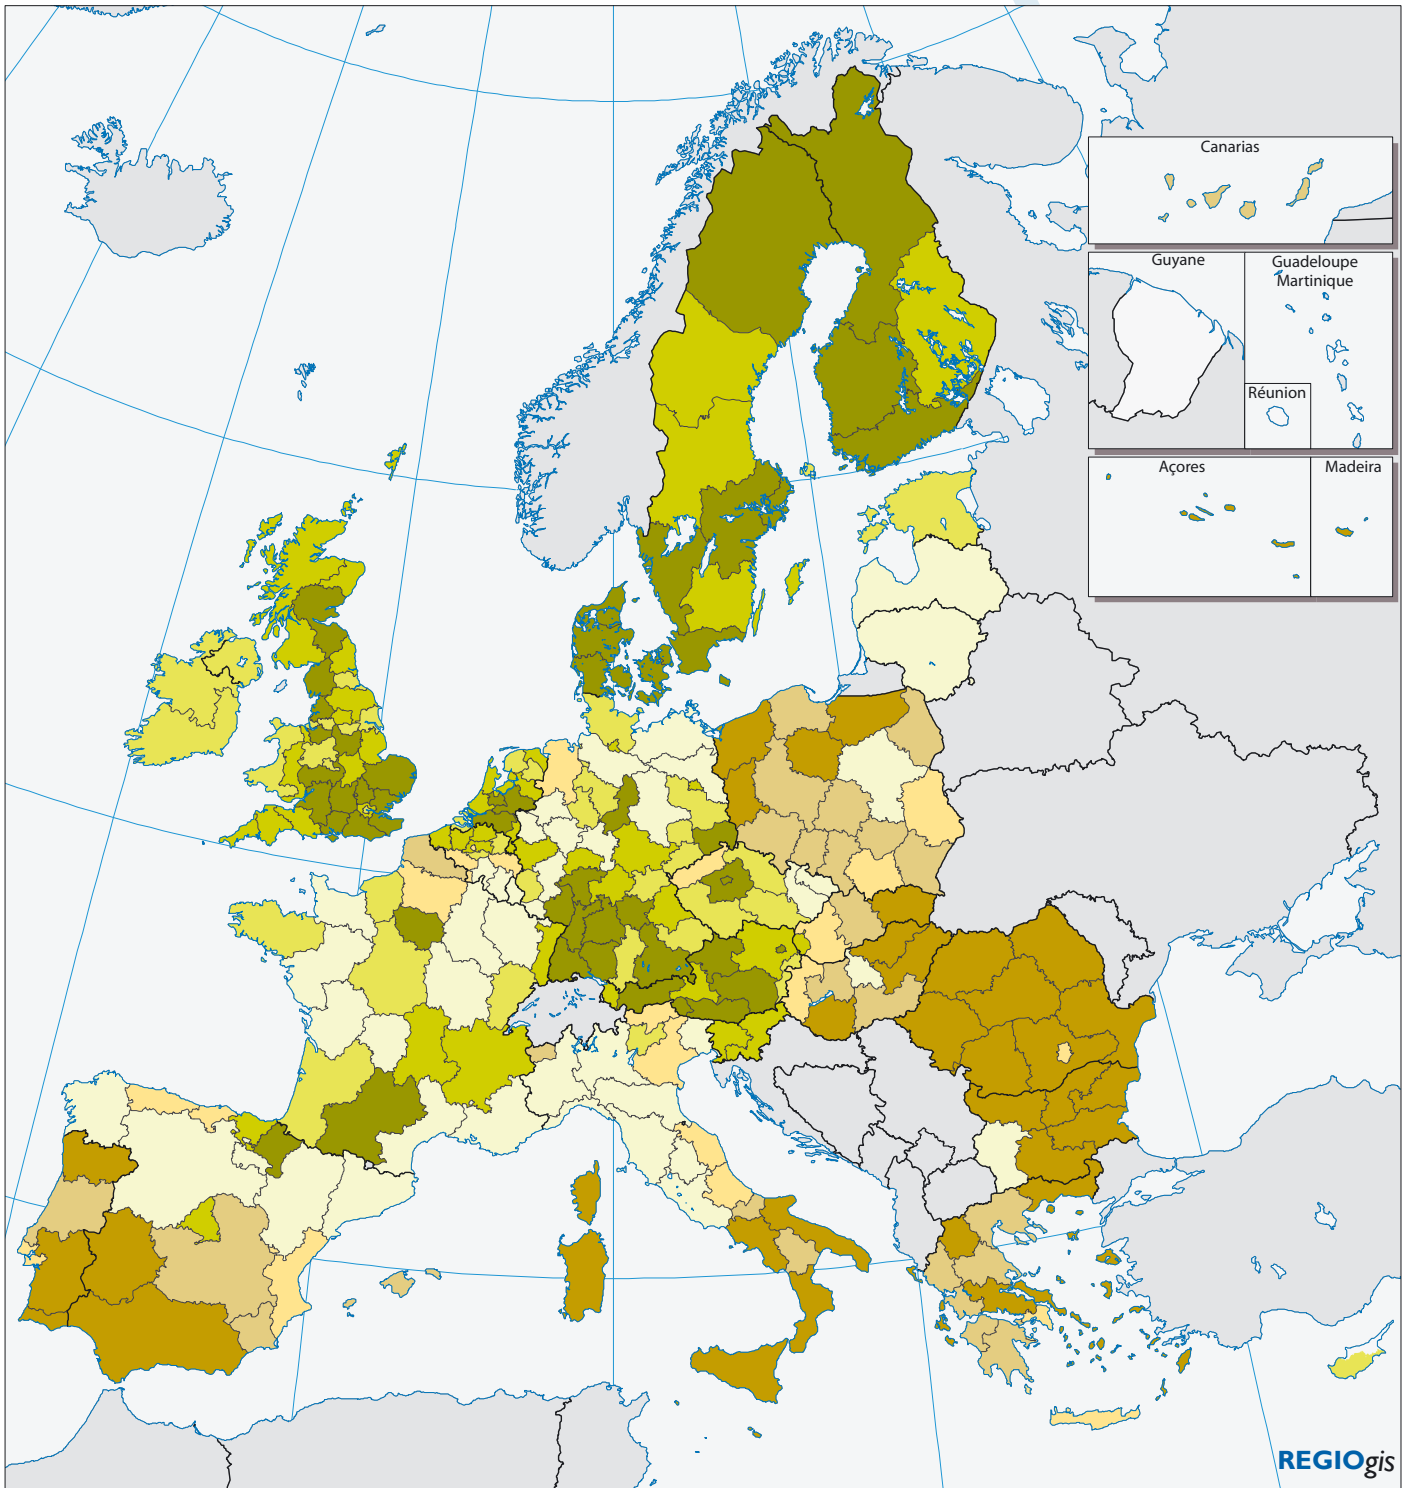 Canarias
Guyane
Guadeloupe
Martinique
Réunion
Açores
Madeira
REGIOgis